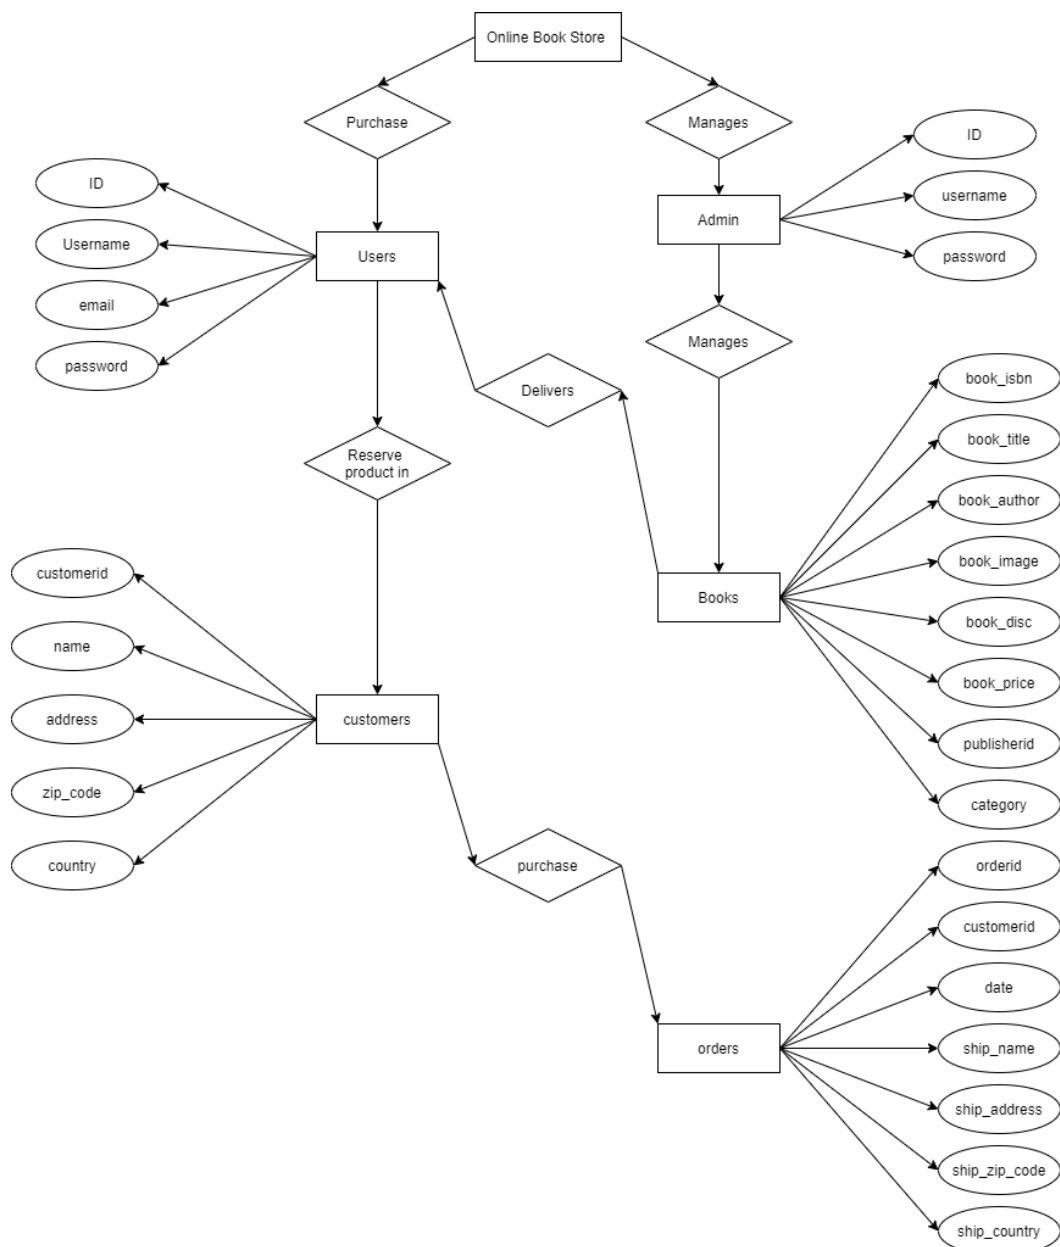 Online Book Store
Purchase
Manages
ID
username
password
Admin
ID
Username
email
password
Users
Manages
Delivers
book_isbn
book_title
book_author
book_image
book_disc
book_price
publisherid
category
Books
Reserve
product in
customerid
name
address
zip_code
country
customers
purchase
orderid
customerid
date
ship_name
ship_address
ship_zip_code
ship_country
orders